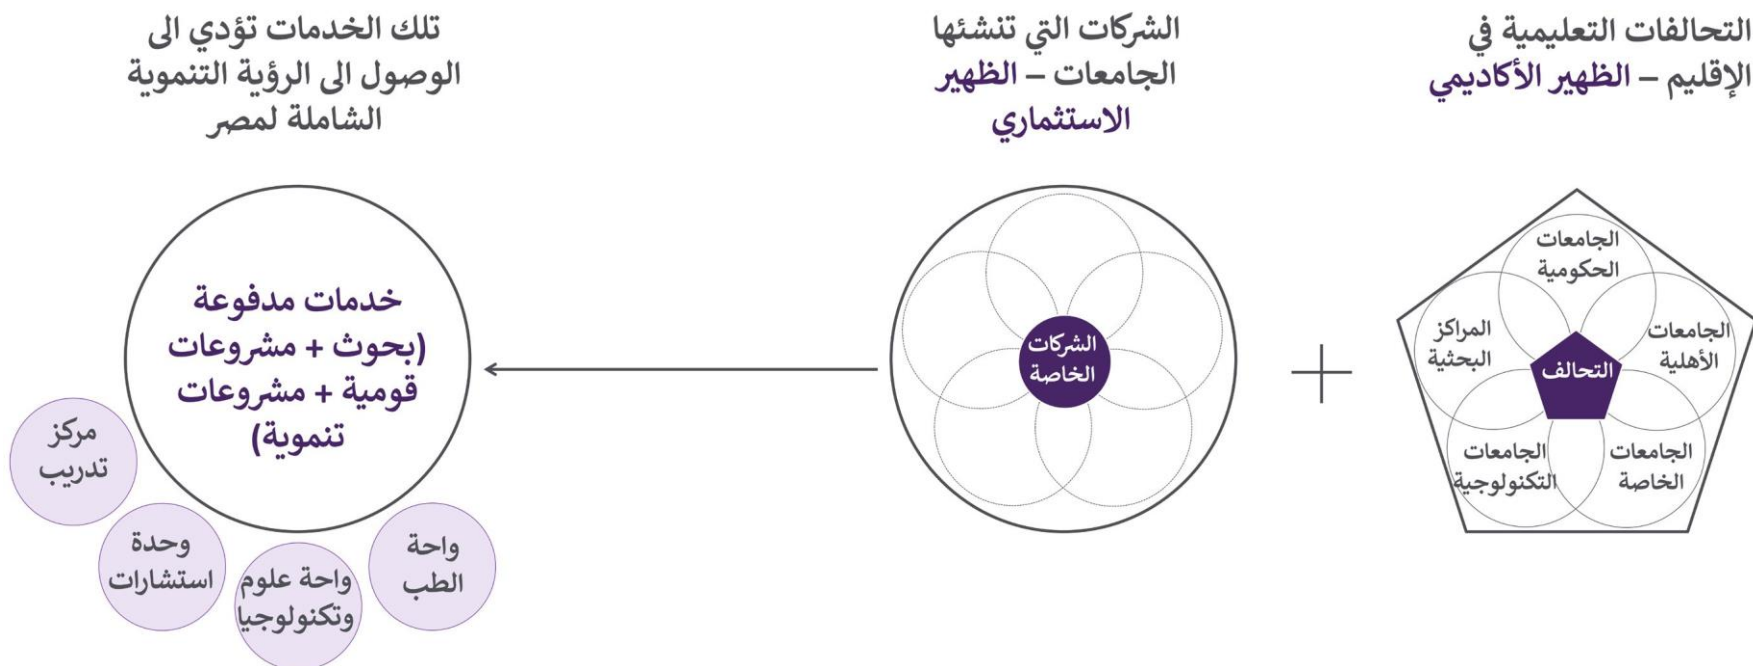 التحالفات التعليمية في
الإقليم – الظهير الأكاديمي
الجامعات
الحكومية
الجامعات
الأهلية
المراكز
البحثية
التحالف
الجامعات
الخاصة
الجامعات
التكنولوجية
+
الشركات التي تنشئها
الجامعات – الظهير
الاستثماري
الشركات
الخاصة
تلك الخدمات تؤدي الى
الوصول الى الرؤية التنموية
الشاملة لمصر
خدمات مدفوعة
(بحوث + مشروعات
قومية + مشروعات
تنموية)
واحة
الطب
واحة علوم
وتكنولوجيا
وحدة
استشارات
مركز
تدريب